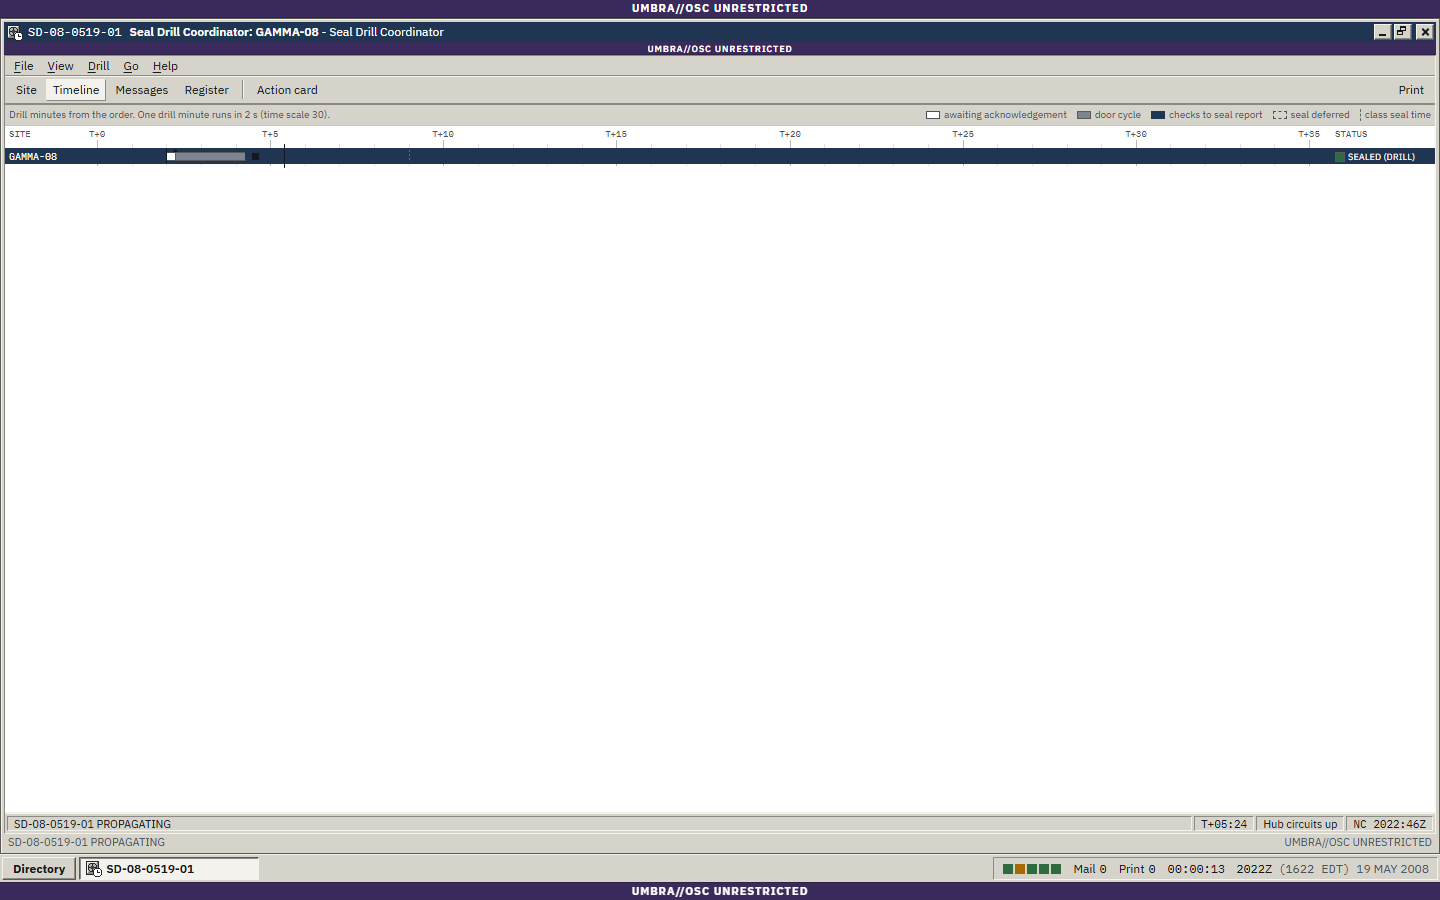 UMBRA//OSC UNRESTRICTED
SD-08-0519-01 Seal Drill Coordinator: GAMMA-08 - Seal Drill Coordinator
UMBRA//OSC UNRESTRICTED
File View Drill Go Help
Site Timeline Messages Register Action card Print
Drill minutes from the order. One drill minute runs in 2 s (time scale 30). awaiting acknowledgement door cycle checks to seal report seal deferred class seal time
SITE T+0 T+5 T+10 T+15 T+20 T+25 T+30 T+35 STATUS
GAMMA-08 SEALED (DRILL)
SD-08-0519-01 PROPAGATING T+05:24 Hub circuits up NC 2022:46Z
SD-08-0519-01 PROPAGATING UMBRA//OSC UNRESTRICTED
Directory SD-08-0519-01 Mail 0 Print 0 00:00:13 2022Z (1622 EDT) 19 MAY 2008
UMBRA//OSC UNRESTRICTED